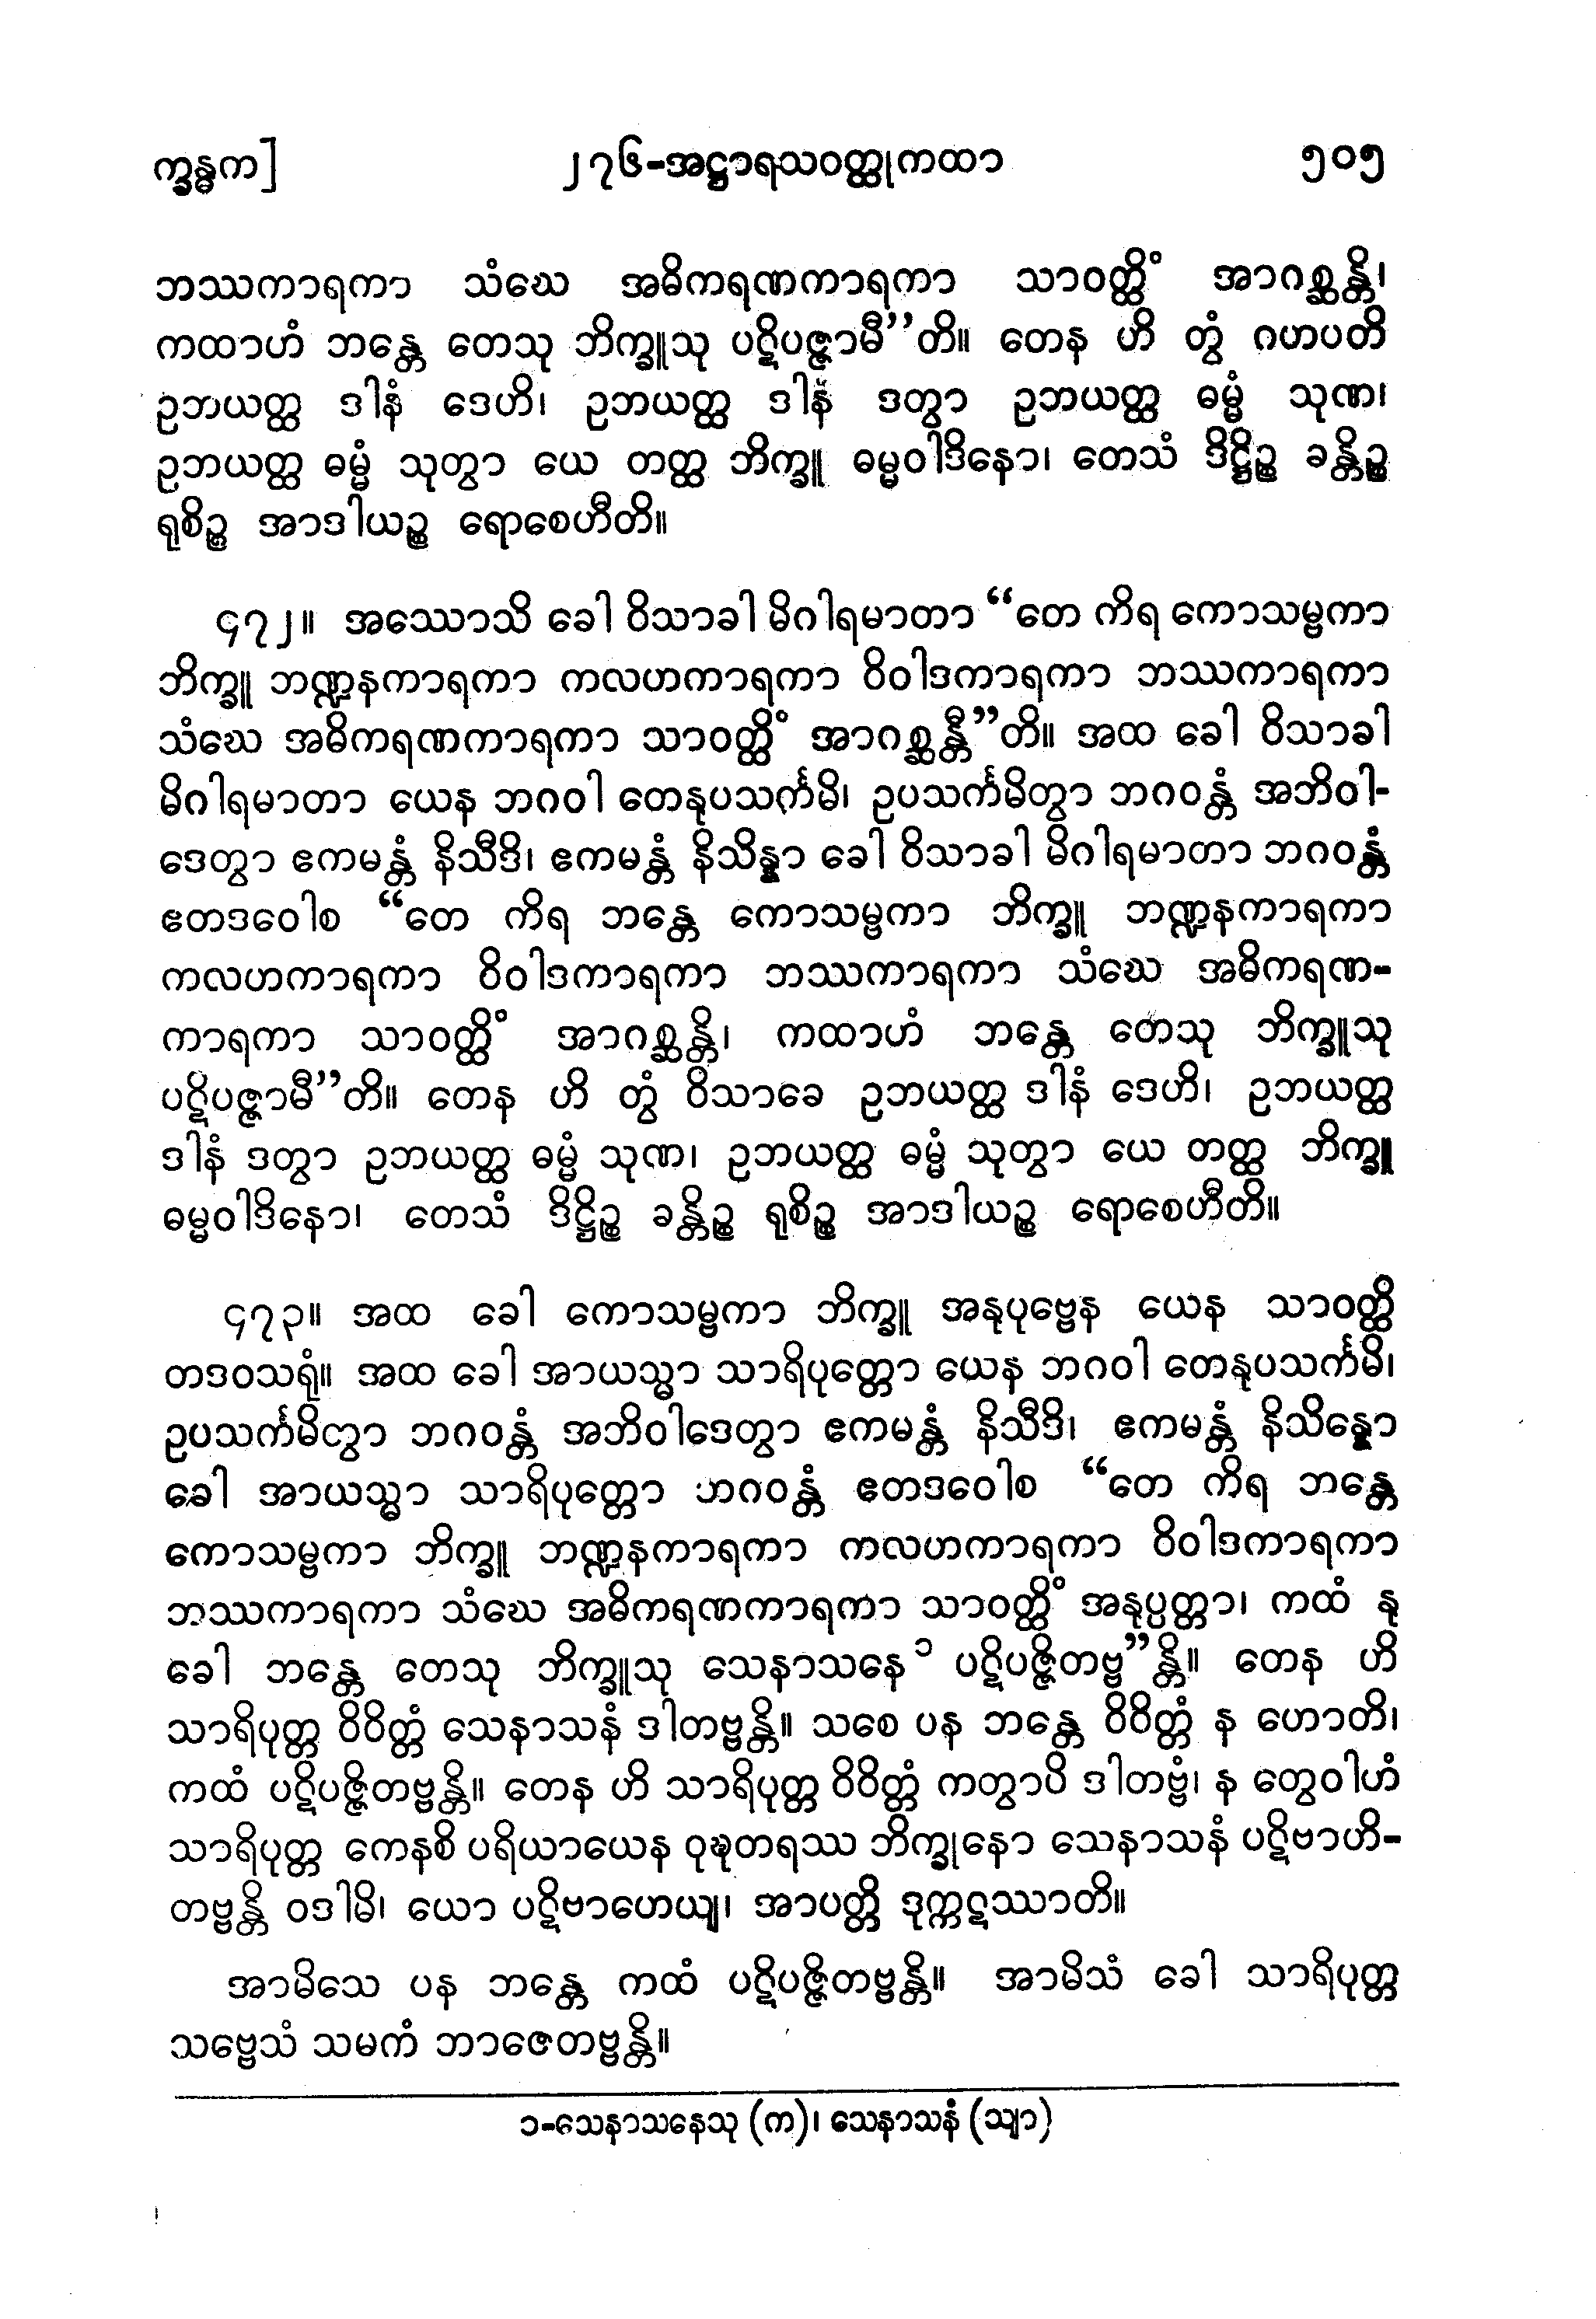 က္ခန္ဓက] ၂၇၆-အဋ္ဌာရသဝတ္ထုကထာ ၅၀၅
ဘဿကာရကာ သံဃေ အဓိကရဏကာရကာ သာဝတ္ထိံ အာဂစ္ဆန္တိ၊
ကထာဟံ ဘန္တေ တေသု ဘိက္ခူသု ပဋိပဇ္ဇာမီ’’တိ။ တေန ဟိ တွံ ဂဟပတိ
ဥဘယတ္ထ ဒါနံ ဒေဟိ၊ ဥဘယတ္ထ ဒါနံ ဒတွာ ဥဘယတ္ထ ဓမ္မံ သုဏ၊
ဥဘယတ္ထ ဓမ္မံ သုတွာ ယေ တတ္ထ ဘိက္ခူ ဓမ္မဝါဒိနော၊ တေသံ ဒိဋ္ဌိဉ္စ ခန္တိဉ္စ
ရုစိဉ္စ အာဒါယဉ္စ ရောစေဟီတိ။
၄၇၂။ အဿောသိ ခေါ ဝိသာခါ မိဂါရမာတာ “တေ ကိရ ကောသမ္ဗကာ
ဘိက္ခူ ဘဏ္ဍနကာရကာ ကလဟကာရကာ ဝိဝါဒကာရကာ ဘဿကာရကာ
သံဃေ အဓိကရဏကာရကာ သာဝတ္ထိံ အာဂစ္ဆန္တီ”တိ။ အထ ခေါ ဝိသာခါ
မိဂါရမာတာ ယေန ဘဂဝါ တေနုပသင်္ကမိ၊ ဥပသင်္ကမိတွာ ဘဂဝန္တံ အဘိဝါ-
ဒေတွာ ဧကမန္တံ နိသီဒိ၊ ဧကမန္တံ နိသိန္နာ ခေါ ဝိသာခါ မိဂါရမာတာ ဘဂဝန္တံ
ဧတဒဝေါစ “တေ ကိရ ဘန္တေ ကောသမ္ဗကာ ဘိက္ခူ ဘဏ္ဍနကာရကာ
ကလဟကာရကာ ဝိဝါဒကာရကာ ဘဿကာရကာ သံဃေ အဓိကရဏ-
ကာရကာ သာဝတ္ထိံ အာဂစ္ဆန္တိ၊ ကထာဟံ ဘန္တေ တေသု ဘိက္ခူသု
ပဋိပဇ္ဇာမီ”တိ။ တေန ဟိ တွံ ဝိသာခေ ဥဘယတ္ထ ဒါနံ ဒေဟိ၊ ဥဘယတ္ထ
ဒါနံ ဒတွာ ဥဘယတ္ထ ဓမ္မံ သုဏ၊ ဥဘယတ္ထ ဓမ္မံ သုတွာ ယေ တတ္ထ ဘိက္ခူ
ဓမ္မဝါဒိနော၊ တေသံ ဒိဋ္ဌိဉ္စ ခန္တိဉ္စ ရုစိဉ္စ အာဒါယဉ္စ ရောစေဟီတိ။
၄၇၃။ အထ ခေါ ကောသမ္ဗကာ ဘိက္ခူ အနုပုဗ္ဗေန ယေန သာဝတ္ထိ
တဒဝသရုံ။ အထ ခေါ အာယသ္မာ သာရိပုတ္တော ယေန ဘဂဝါ တေနုပသင်္ကမိ၊
ဥပသင်္ကမိတွာ ဘဂဝန္တံ အဘိဝါဒေတွာ ဧကမန္တံ နိသီဒိ၊ ဧကမန္တံ နိသိန္နော
ခေါ အာယသ္မာ သာရိပုတ္တော ဘဂဝန္တံ ဧတဒဝေါစ “တေ ကိရ ဘန္တေ
ကောသမ္ဗကာ ဘိက္ခူ ဘဏ္ဍနကာရကာ ကလဟကာရကာ ဝိဝါဒကာရကာ
ဘဿကာရကာ သံဃေ အဓိကရဏကာရကာ သာဝတ္ထိံ အနုပ္ပတ္တာ၊ ကထံ နု
ခေါ ဘန္တေ တေသု ဘိက္ခူသု သေနာသနေ ၁ ပဋိပဇ္ဇိတဗ္ဗ”န္တိ။ တေန ဟိ
သာရိပုတ္တ ဝိဝိတ္တံ သေနာသနံ ဒါတဗ္ဗန္တိ။ သစေ ပန ဘန္တေ ဝိဝိတ္တံ န ဟောတိ၊
ကထံ ပဋိပဇ္ဇိတဗ္ဗန္တိ။ တေန ဟိ သာရိပုတ္တ ဝိဝိတ္တံ ကတွာပိ ဒါတဗ္ဗံ၊ န တွေဝါဟံ
သာရိပုတ္တ ကေနစိ ပရိယာယေန ဝုဍ္ဎတရဿ ဘိက္ခုနော သေနာသနံ ပဋိဗာဟိ-
တဗ္ဗန္တိ ဝဒါမိ၊ ယော ပဋိဗာဟေယျ၊ အာပတ္တိ ဒုက္ကဋဿာတိ။
အာမိသေ ပန ဘန္တေ ကထံ ပဋိပဇ္ဇိတဗ္ဗန္တိ။ အာမိသံ ခေါ သာရိပုတ္တ
သဗ္ဗေသံ သမကံ ဘာဇေတဗ္ဗန္တိ။
၁-သေနာသနေသု (က)၊ သေနာသနံ (သျာ)